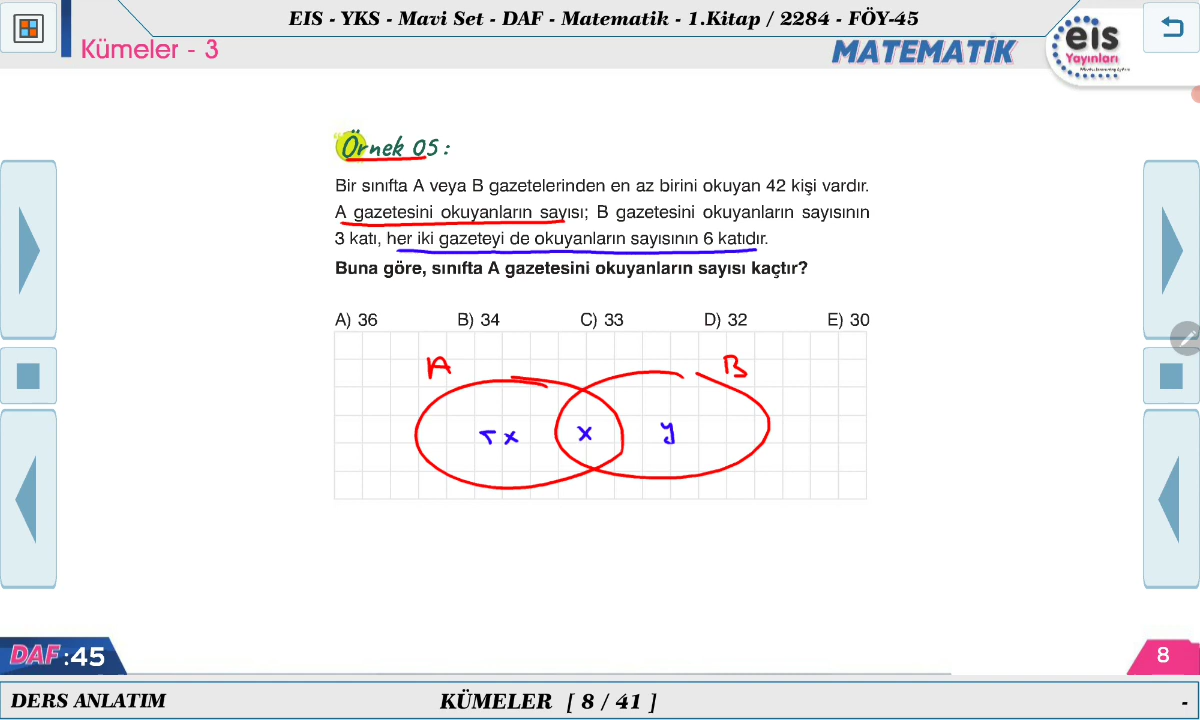 EIS - YKS - Mavi Set - DAF - Matematik - 1.Kitap / 2284 - FÖY-45
Kümeler - 3
MATEMATİK
eis
Yayınları
Örnek 05:
Bir sınıfta A veya B gazetelerinden en az birini okuyan 42 kişi vardır.
A gazetesini okuyanların sayısı; B gazetesini okuyanların sayısının
3 katı, her iki gazeteyi de okuyanların sayısının 6 katıdır.
Buna göre, sınıfta A gazetesini okuyanların sayısı kaçtır?
A) 36 B) 34 C) 33 D) 32 E) 30
A B
x y
DAF:45
8
DERS ANLATIM KÜMELER [ 8 / 41 ] -